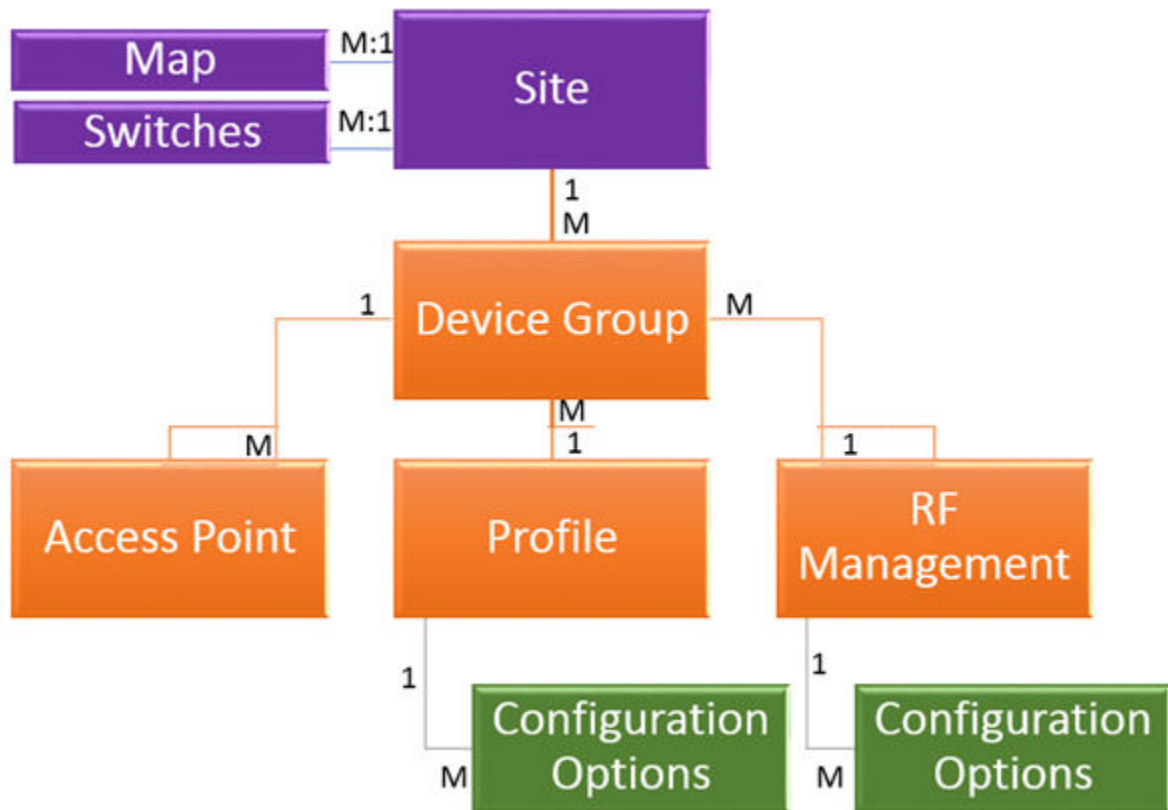 Map
M:1
Site
Switches
M:1
1
M
Device Group
1
M
M
M
1
1
Access Point
Profile
RF
Management
1
1
Configuration
Options
Configuration
Options
M
M